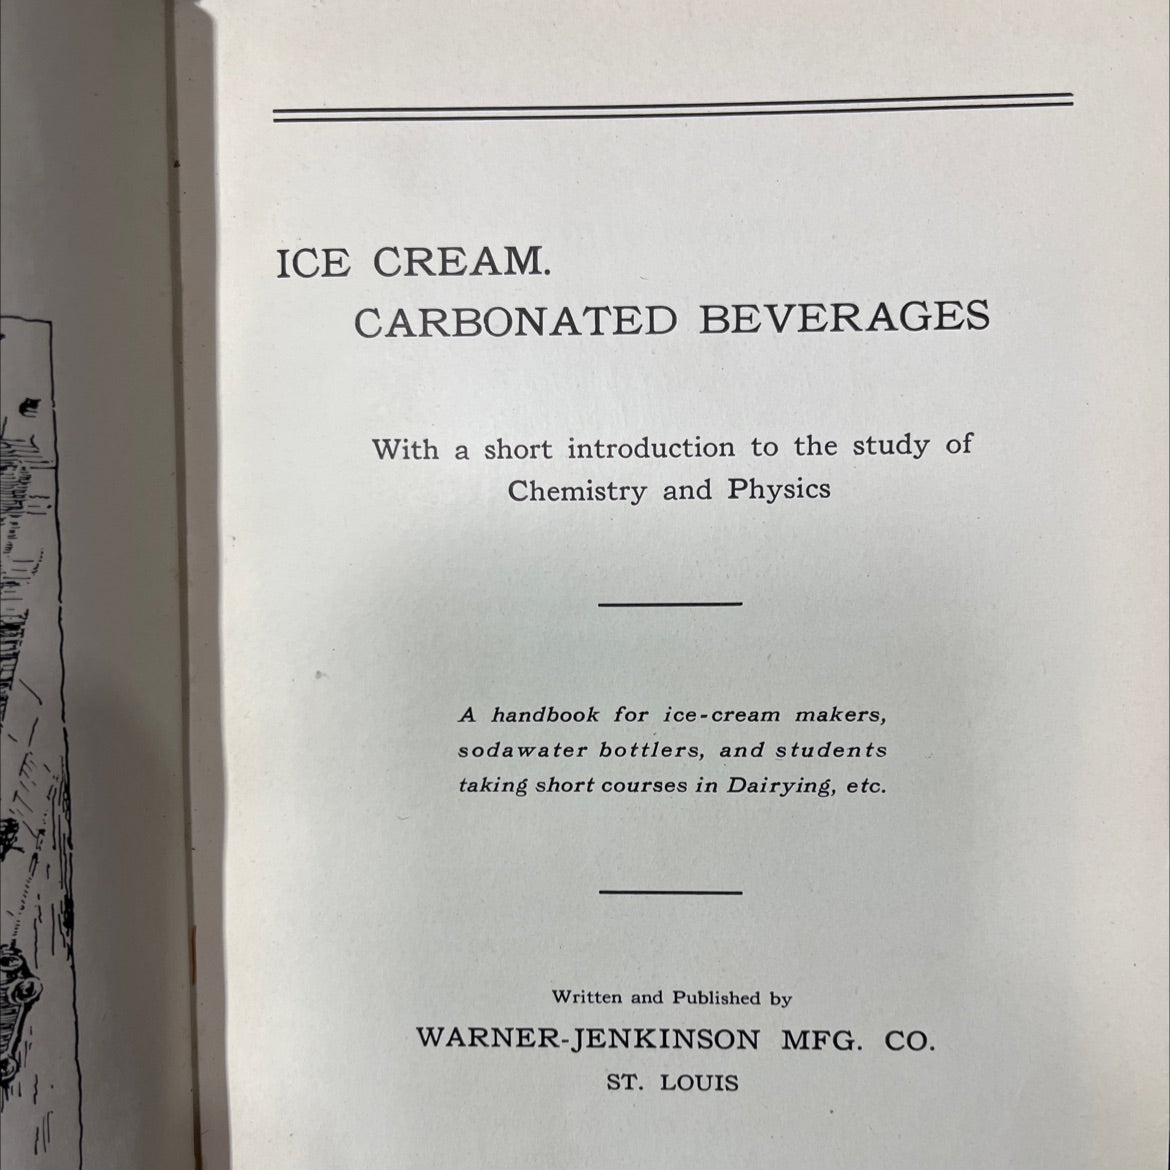 ICE CREAM.
CARBONATED BEVERAGES
With a short introduction to the study of
Chemistry and Physics
A handbook for ice-cream makers,
sodawater bottlers, and students
taking short courses in Dairying, etc.
Written and Published by
WARNER-JENKINSON MFG. CO.
ST. LOUIS